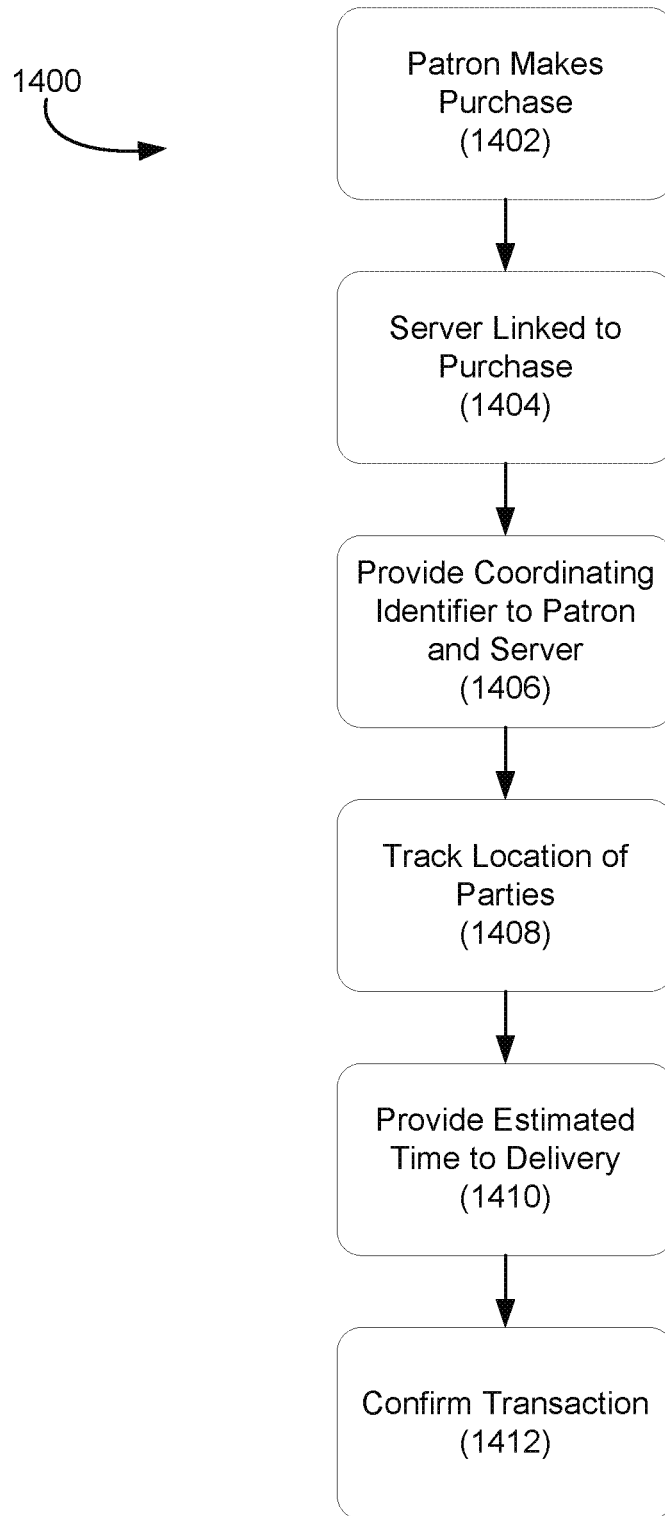 1400
Patron Makes
Purchase
(1402)
Server Linked to
Purchase
(1404)
Provide Coordinating
Identifier to Patron
and Server
(1406)
Track Location of
Parties
(1408)
Provide Estimated
Time to Delivery
(1410)
Confirm Transaction
(1412)